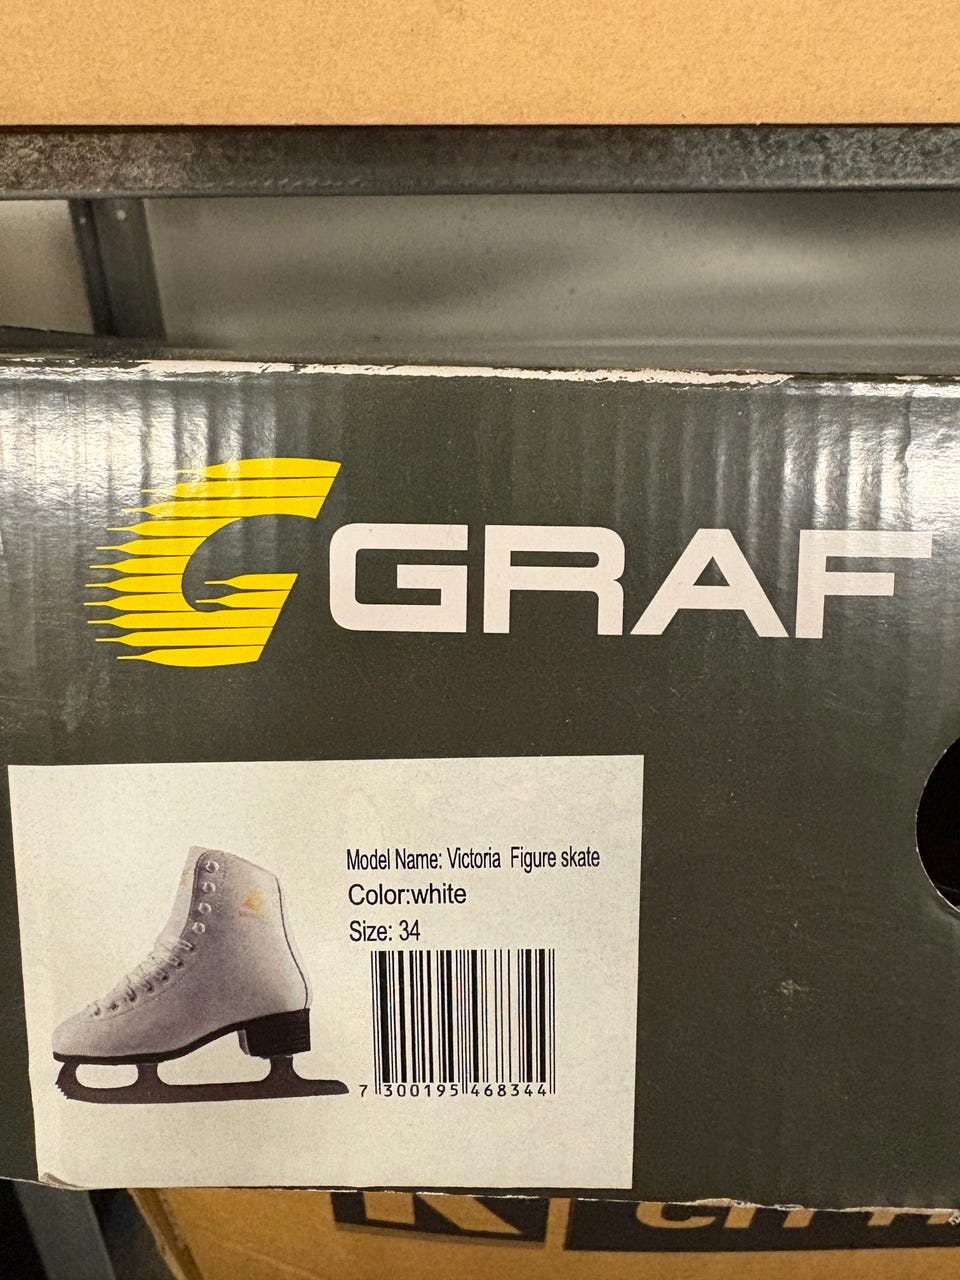 GRAF
Model Name: Victoria Figure skate
Color:white
Size: 34
7 300195 468344